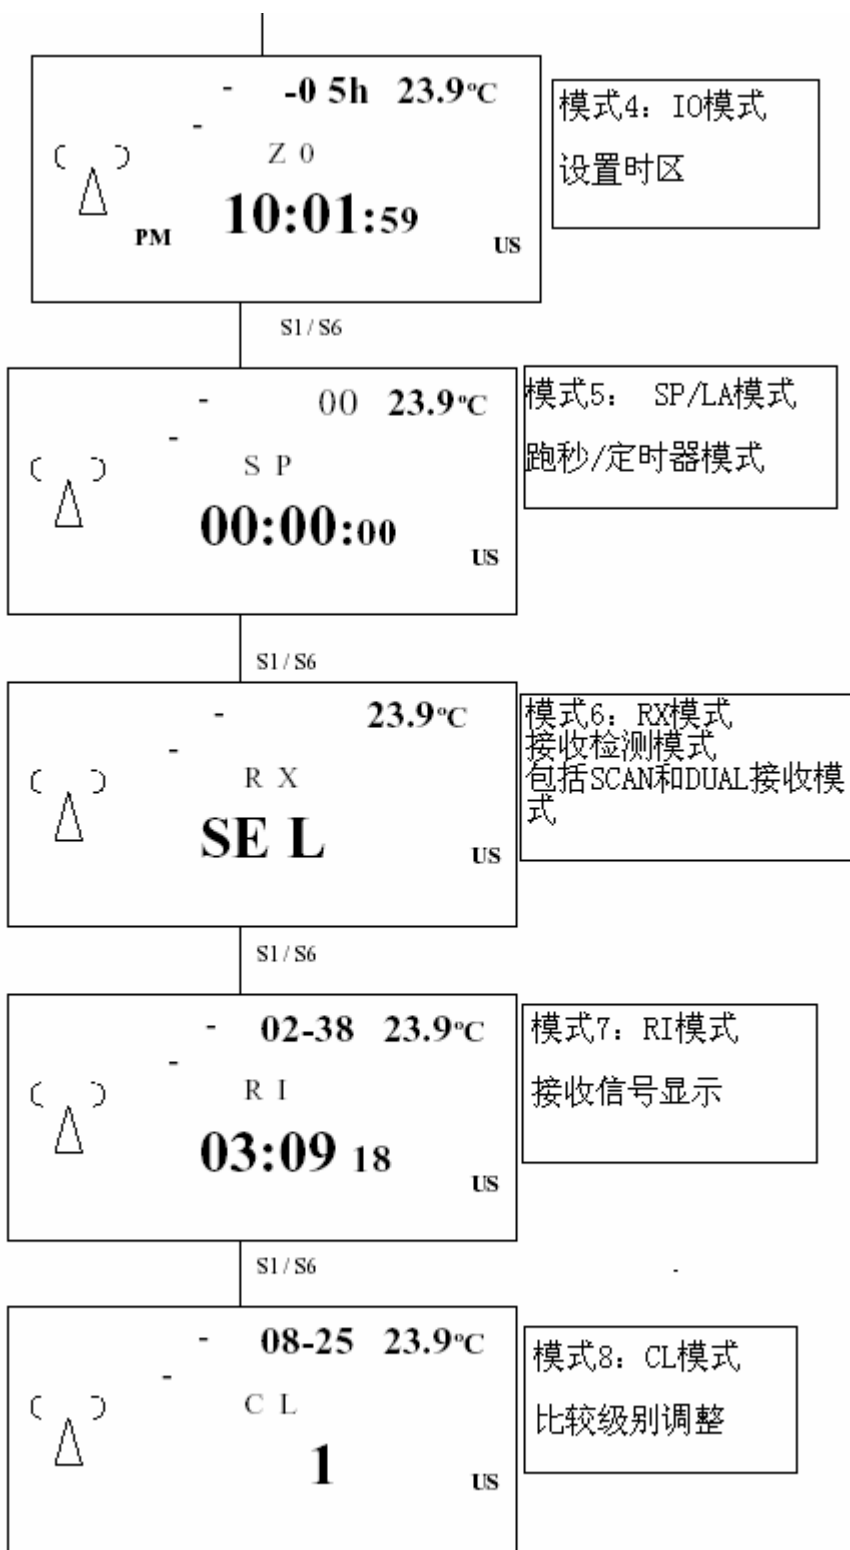 - -0 5h 23.9℃
-
Z 0
PM 10:01:59 US
模式4：IO模式
设置时区
S1/S6
- 00 23.9℃
-
S P
00:00:00
US
模式5： SP/LA模式
跑秒/定时器模式
S1/S6
- 23.9℃
-
R X
SE L US
模式6：RX模式
接收检测模式
包括SCAN和DUAL接收模
式
S1/S6
- 02-38 23.9℃
-
R I
03:09 18
US
模式7：RI模式
接收信号显示
S1/S6
- 08-25 23.9℃
-
C L
1 US
模式8：CL模式
比较级别调整